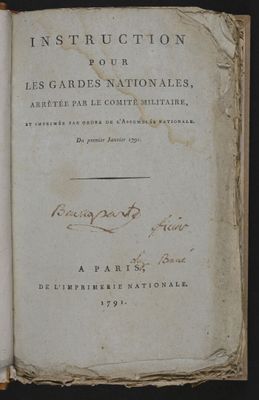 INSTRUCTION
POUR
LES GARDES NATIONALES,
ARRÊTÉE PAR LE COMITÉ MILITAIRE,
ET IMPRIMÉE PAR ORDRE DE L'ASSEMBLÉE NATIONALE.
Du premier Janvier 1791.
A PARIS,
DE L'IMPRIMERIE NATIONALE.
1791.